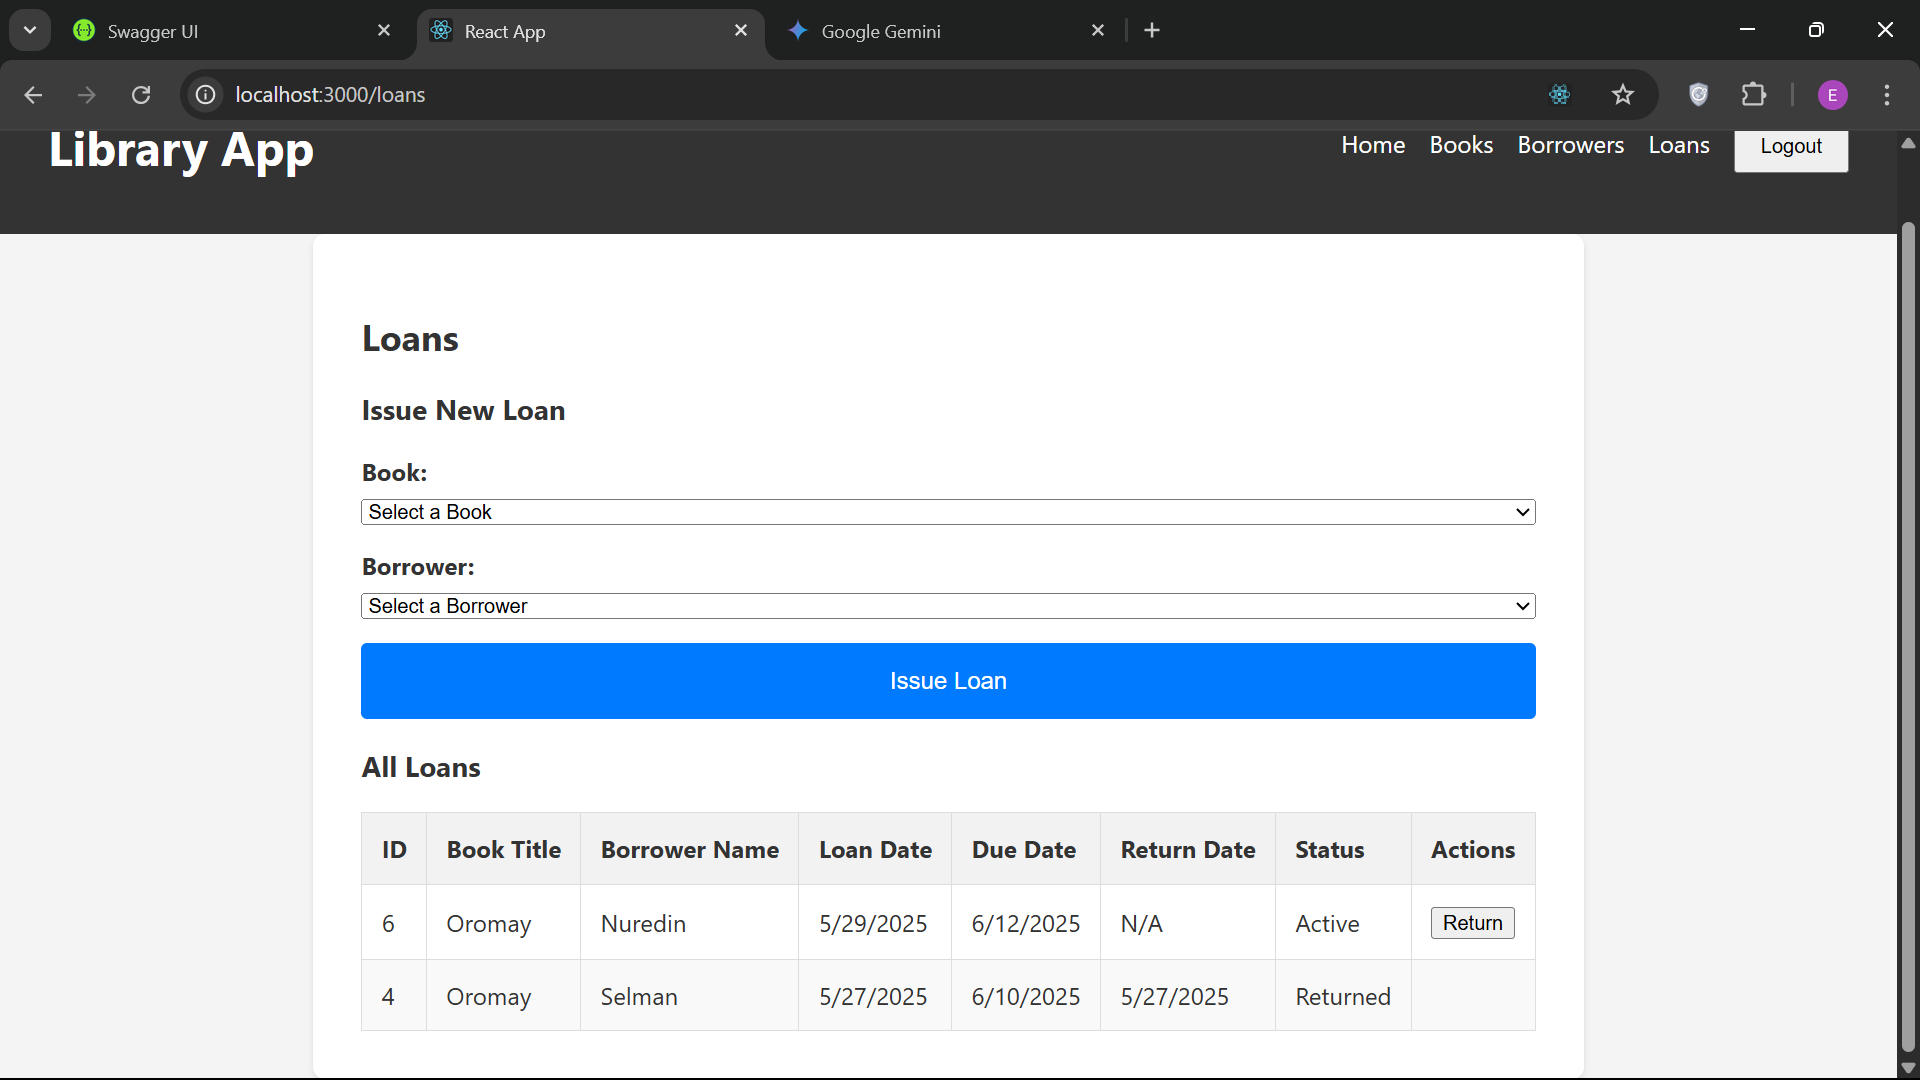 Swagger UI
React App
Google Gemini
localhost:3000/loans
E
Library App
Home Books Borrowers Loans Logout
Loans
Issue New Loan
Book:
Select a Book
Borrower:
Select a Borrower
Issue Loan
All Loans
ID Book Title Borrower Name Loan Date Due Date Return Date Status Actions
6 Oromay Nuredin 5/29/2025 6/12/2025 N/A Active Return
4 Oromay Selman 5/27/2025 6/10/2025 5/27/2025 Returned